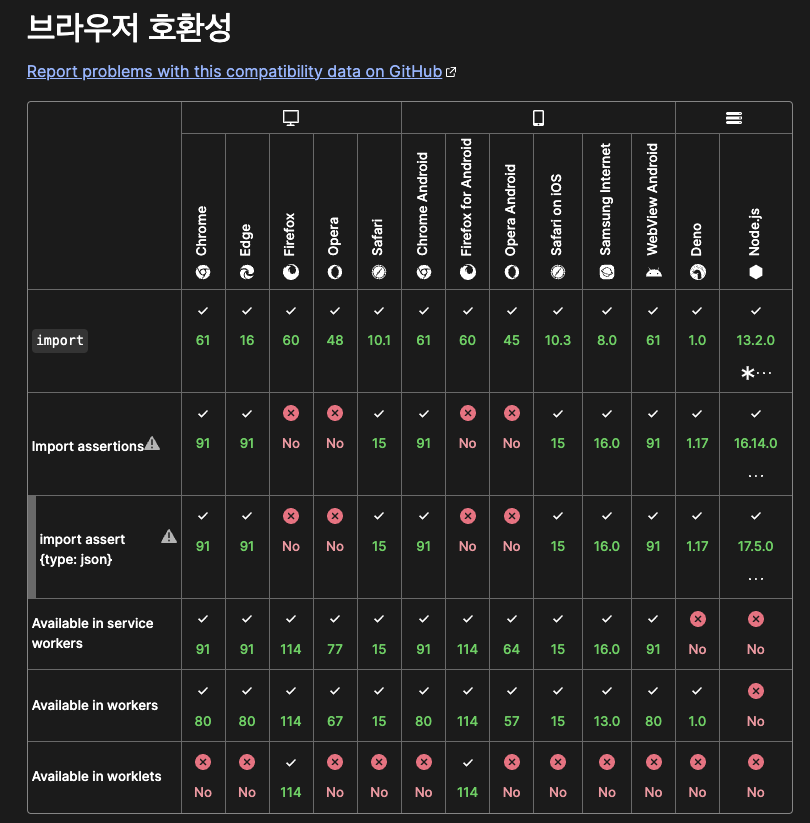 브라우저 호환성
Report problems with this compatibility data on GitHub
Chrome Edge Firefox Opera Safari Chrome Android Firefox for Android Opera Android Safari on iOS Samsung Internet WebView Android Deno Node.js
import 61 16 60 48 10.1 61 60 45 10.3 8.0 61 1.0 13.2.0
*...
Import assertions 91 91 No No 15 91 No No 15 16.0 91 1.17 16.14.0
...
import assert
{type: json} 91 91 No No 15 91 No No 15 16.0 91 1.17 17.5.0
...
Available in service
workers 91 91 114 77 15 91 114 64 15 16.0 91 No No
Available in workers 80 80 114 67 15 80 114 57 15 13.0 80 1.0 No
Available in worklets No No 114 No No No 114 No No No No No No